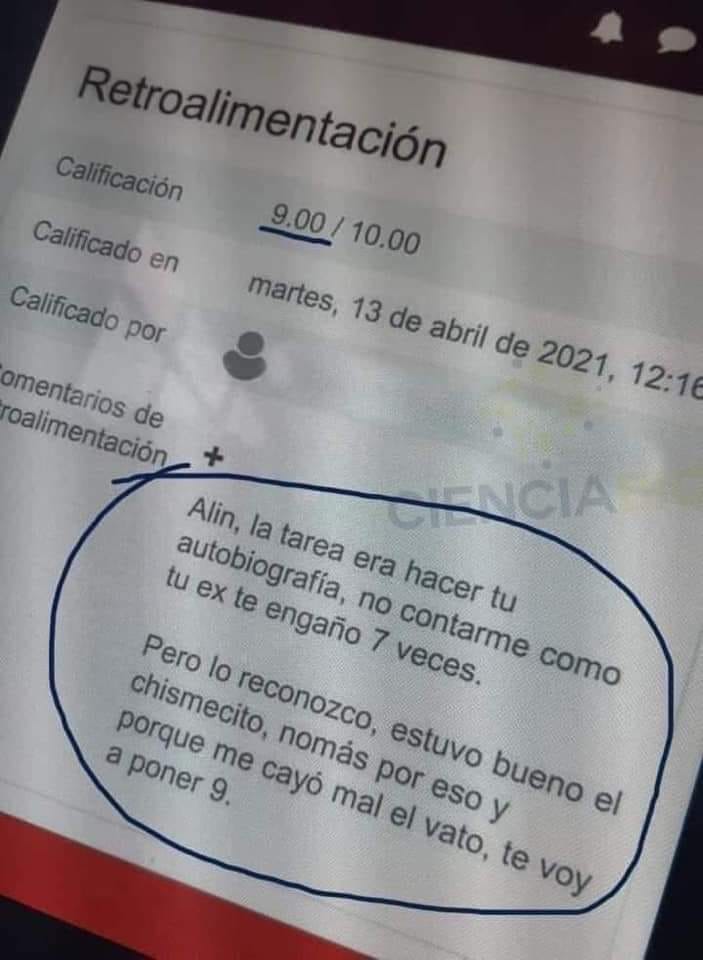 Retroalimentación
Calificación 9.00 / 10.00
Calificado en martes, 13 de abril de 2021, 12:16
Calificado por
omentarios de
roalimentación +
CIENCIA
Alin, la tarea era hacer tu
autobiografía, no contarme como
tu ex te engaño 7 veces.
Pero lo reconozco, estuvo bueno el
chismecito, nomás por eso y
porque me cayó mal el vato, te voy
a poner 9.